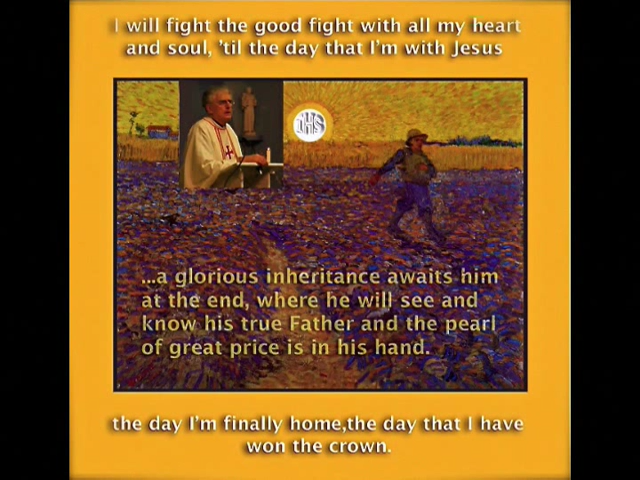 I will fight the good fight with all my heart
and soul, 'til the day that I'm with Jesus
IHS
...a glorious inheritance awaits him
at the end, where he will see and
know his true Father and the pearl
of great price is in his hand.
the day I'm finally home,the day that I have
won the crown.